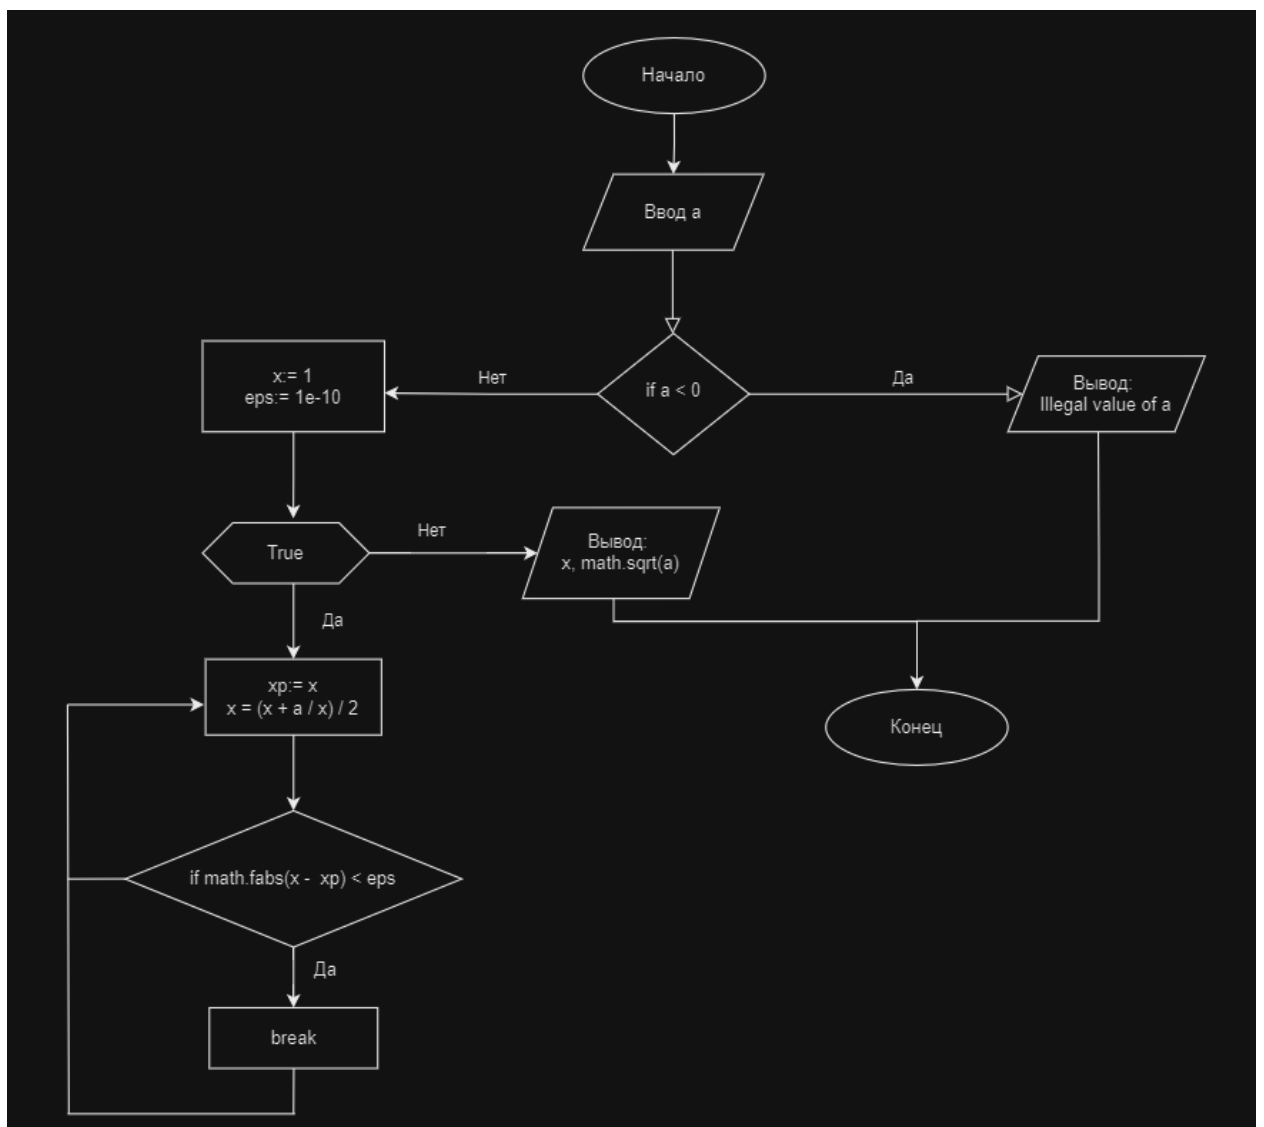 Начало
Ввод a
if a < 0
Нет
Да
x:= 1
eps:= 1e-10
Вывод:
Illegal value of a
True
Нет
Вывод:
x, math.sqrt(a)
Да
xp:= x
x = (x + a / x) / 2
Конец
if math.fabs(x - xp) < eps
Да
break